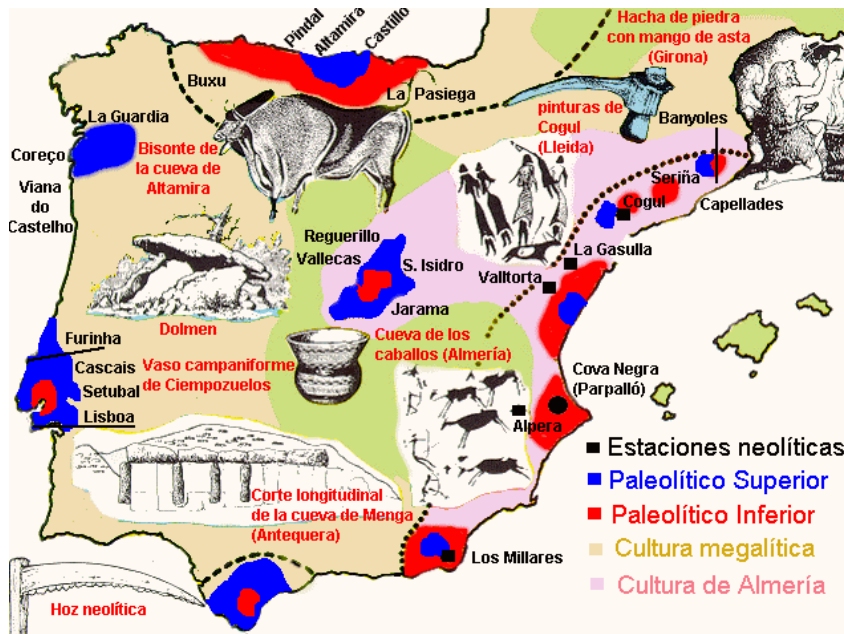 Pindal
Altamira
Castillo
Hacha de piedra
con mango de asta
(Girona)
Buxu
La Pasiega
pinturas de
Cogul
(Lleida)
Banyoles
La Guardia
Coreço
Viana
do
Castelho
Bisonte de
la cueva de
Altamira
Seriña
Cogul
Capellades
Reguerillo
Vallecas
S. Isidro
Jarama
La Gasulla
Valltorta
Dolmen
Furinha
Cascais
Setubal
Lisboa
Vaso campaniforme
de Ciempozuelos
Cueva de los
caballos (Almería)
Cova Negra
(Parpalló)
Alpera
Corte longitudinal
de la cueva de Menga
(Antequera)
Los Millares
Hoz neolítica
Estaciones neolíticas
Paleolítico Superior
Paleolítico Inferior
Cultura megalítica
Cultura de Almería